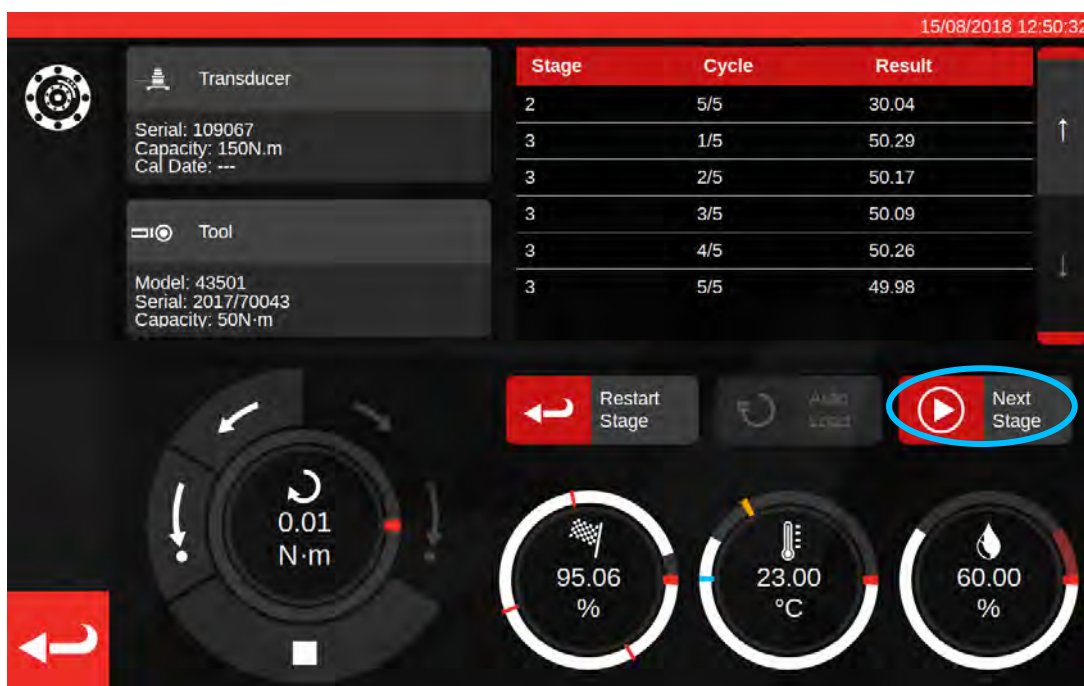 15/08/2018 12:50:32
Transducer
Serial: 109067
Capacity: 150N.m
Cal Date: ---
Tool
Model: 43501
Serial: 2017/70043
Capacity: 50N·m
Stage Cycle Result
2 5/5 30.04
3 1/5 50.29
3 2/5 50.17
3 3/5 50.09
3 4/5 50.26
3 5/5 49.98
Restart
Stage
Auto
Load
Next
Stage
0.01
N·m
95.06
%
23.00
°C
60.00
%